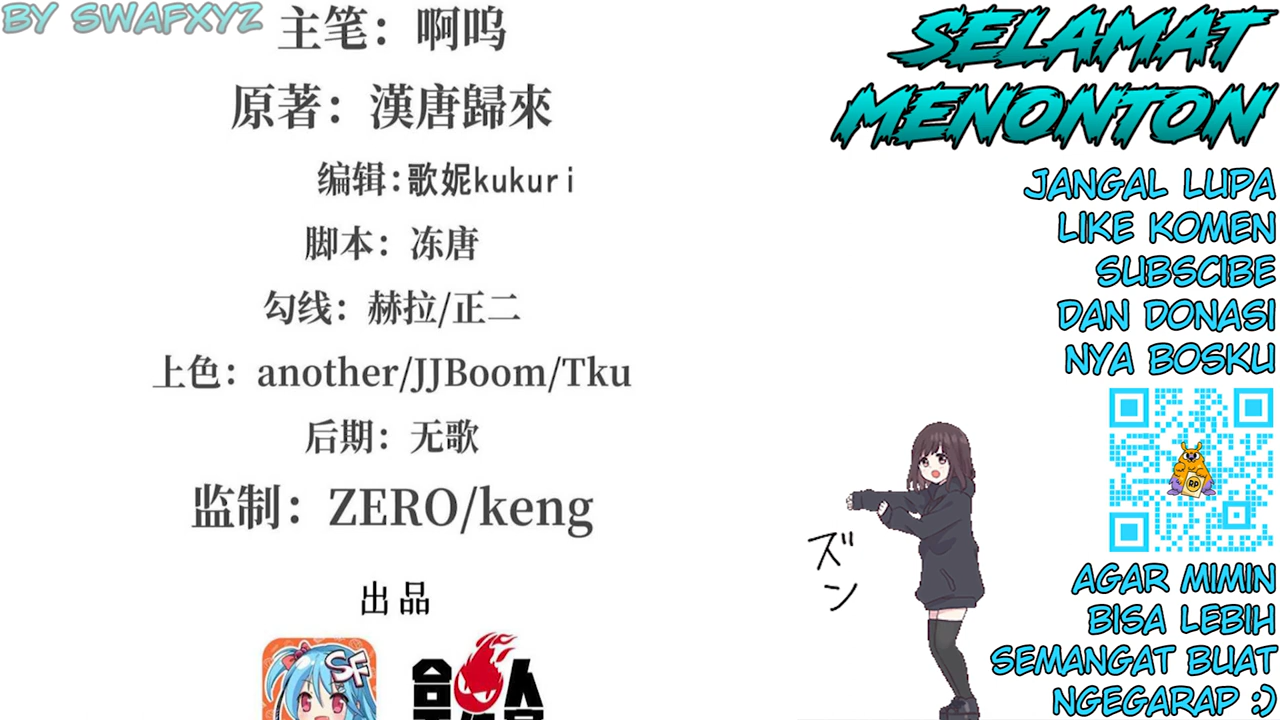 BY SWAFXYZ
主笔：啊呜
原著：漢唐歸來
编辑:歌妮kukuri
脚本：冻唐
勾线：赫拉/正二
上色：another/JJBoom/Tku
后期：无歌
监制：ZERO/keng
出品
SF
SELAMAT
MENONTON
JANGAL LUPA
LIKE KOMEN
SUBSCIBE
DAN DONASI
NYA BOSKU
RP
ズ
ン
AGAR MIMIN
BISA LEBIH
SEMANGAT BUAT
NGEGARAP :)